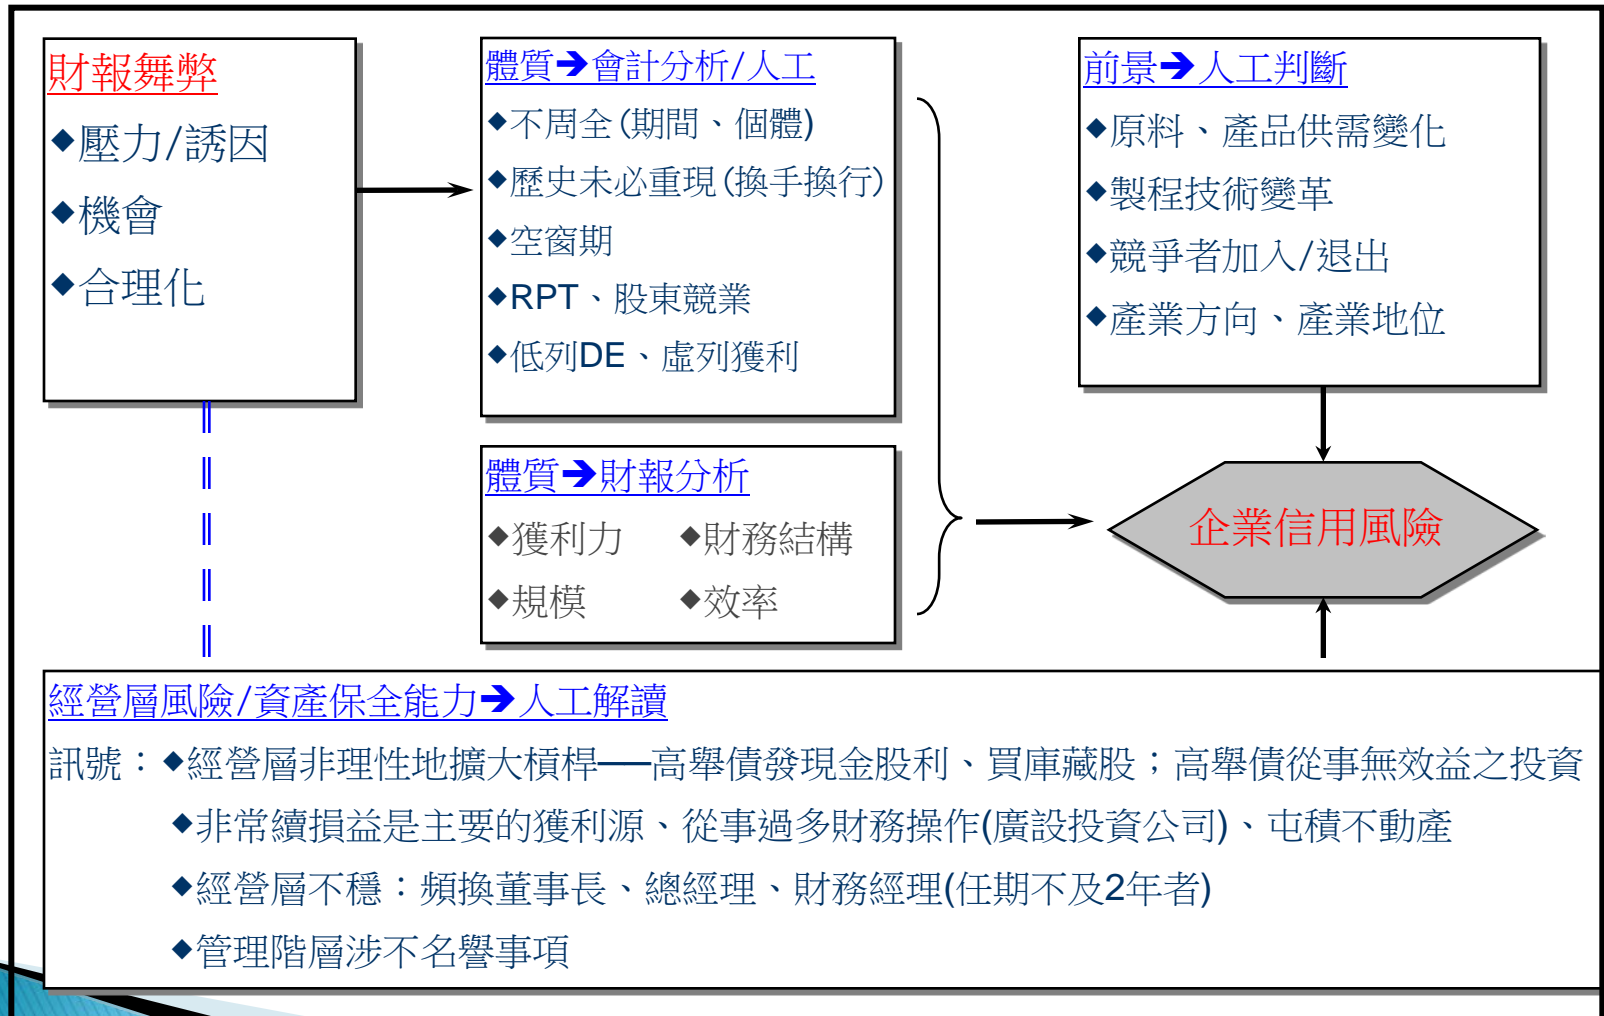 財報舞弊
◆壓力/誘因
◆機會
◆合理化
體質➔會計分析/人工
◆不周全(期間、個體)
◆歷史未必重現(換手換行)
◆空窗期
◆RPT、股東競業
◆低列DE、虛列獲利
體質➔財報分析
◆獲利力 ◆財務結構
◆規模 ◆效率
前景➔人工判斷
◆原料、產品供需變化
◆製程技術變革
◆競爭者加入/退出
◆產業方向、產業地位
企業信用風險
經營層風險/資產保全能力➔人工解讀
訊號：◆經營層非理性地擴大槓桿──高舉債發現金股利、買庫藏股；高舉債從事無效益之投資
◆非常續損益是主要的獲利源、從事過多財務操作(廣設投資公司)、屯積不動產
◆經營層不穩：頻換董事長、總經理、財務經理(任期不及2年者)
◆管理階層涉不名譽事項